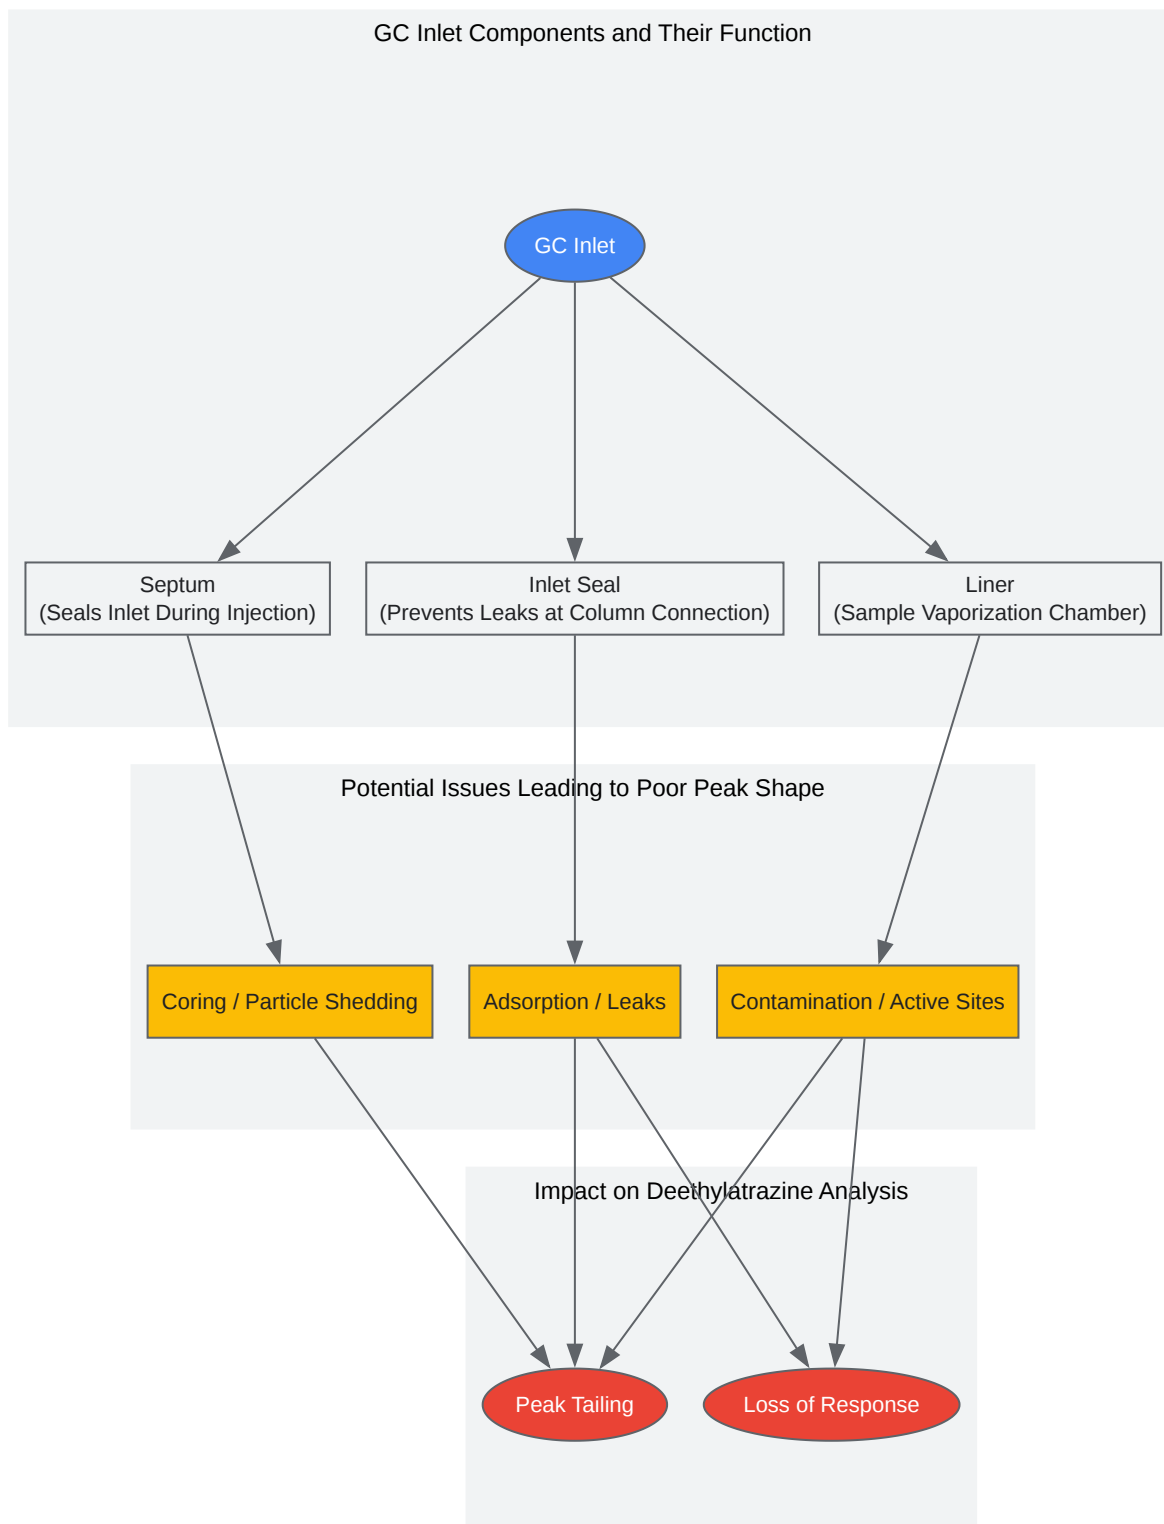 GC Inlet Components and Their Function
GC Inlet
Septum
(Seals Inlet During Injection)
Inlet Seal
(Prevents Leaks at Column Connection)
Liner
(Sample Vaporization Chamber)
Potential Issues Leading to Poor Peak Shape
Coring / Particle Shedding
Adsorption / Leaks
Contamination / Active Sites
Impact on Deethylatrazine Analysis
Peak Tailing
Loss of Response